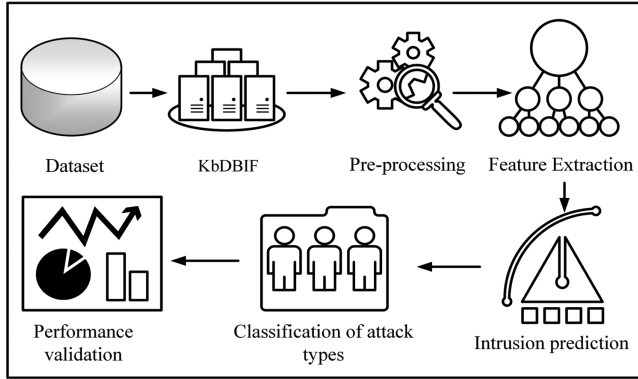 Dataset
KbDBIF
Pre-processing
Feature Extraction
Performance
validation
Classification of attack
types
Intrusion prediction